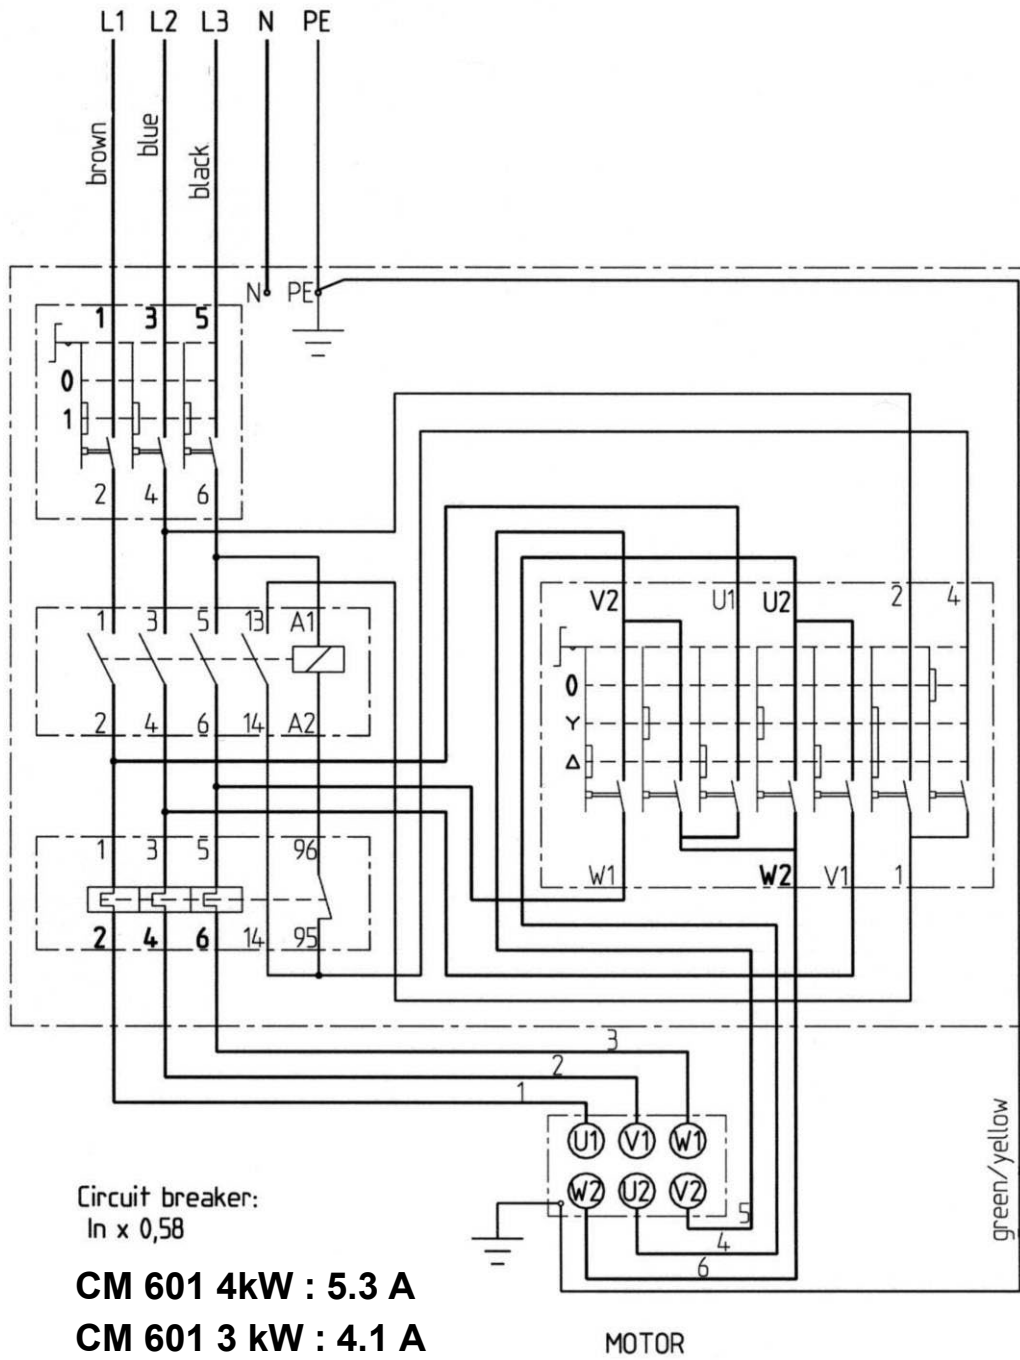 L1 L2 L3 N PE
brown
blue
black
N PE
1 3 5
0
1
2 4 6
V2 U1 U2 2 4
1 3 5 13 A1
0
Y
Δ
2 4 6 14 A2
1 3 5 96
W1 W2 V1 1
2 4 6 14 95
3
2
1
U1 V1 W1
W2 U2 V2
5
4
6
green/yellow
Circuit breaker:
In x 0,58
CM 601 4kW : 5.3 A
CM 601 3 kW : 4.1 A
MOTOR